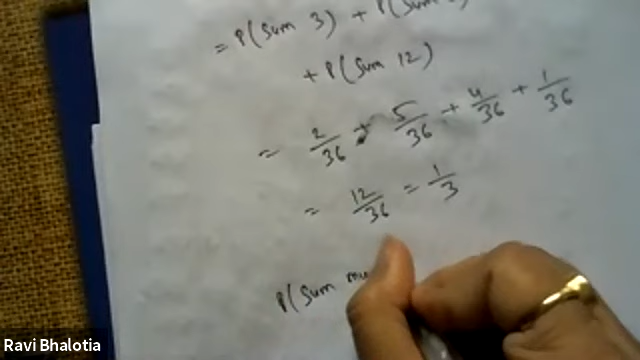 = P(Sum 3) + P(Sum
+ P(Sum 12)
= 2/36 + 5/36 + 4/36 + 1/36
= 12/36 = 1/3
P(Sum mu
Ravi Bhalotia